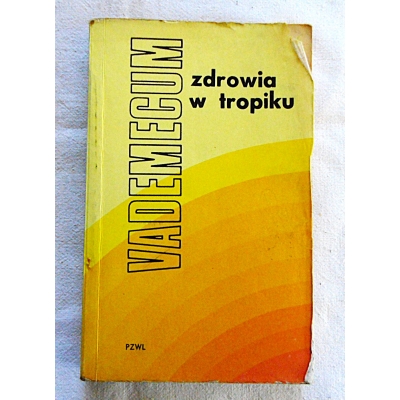 VADEMECUM
zdrowia
w tropiku
PZWL